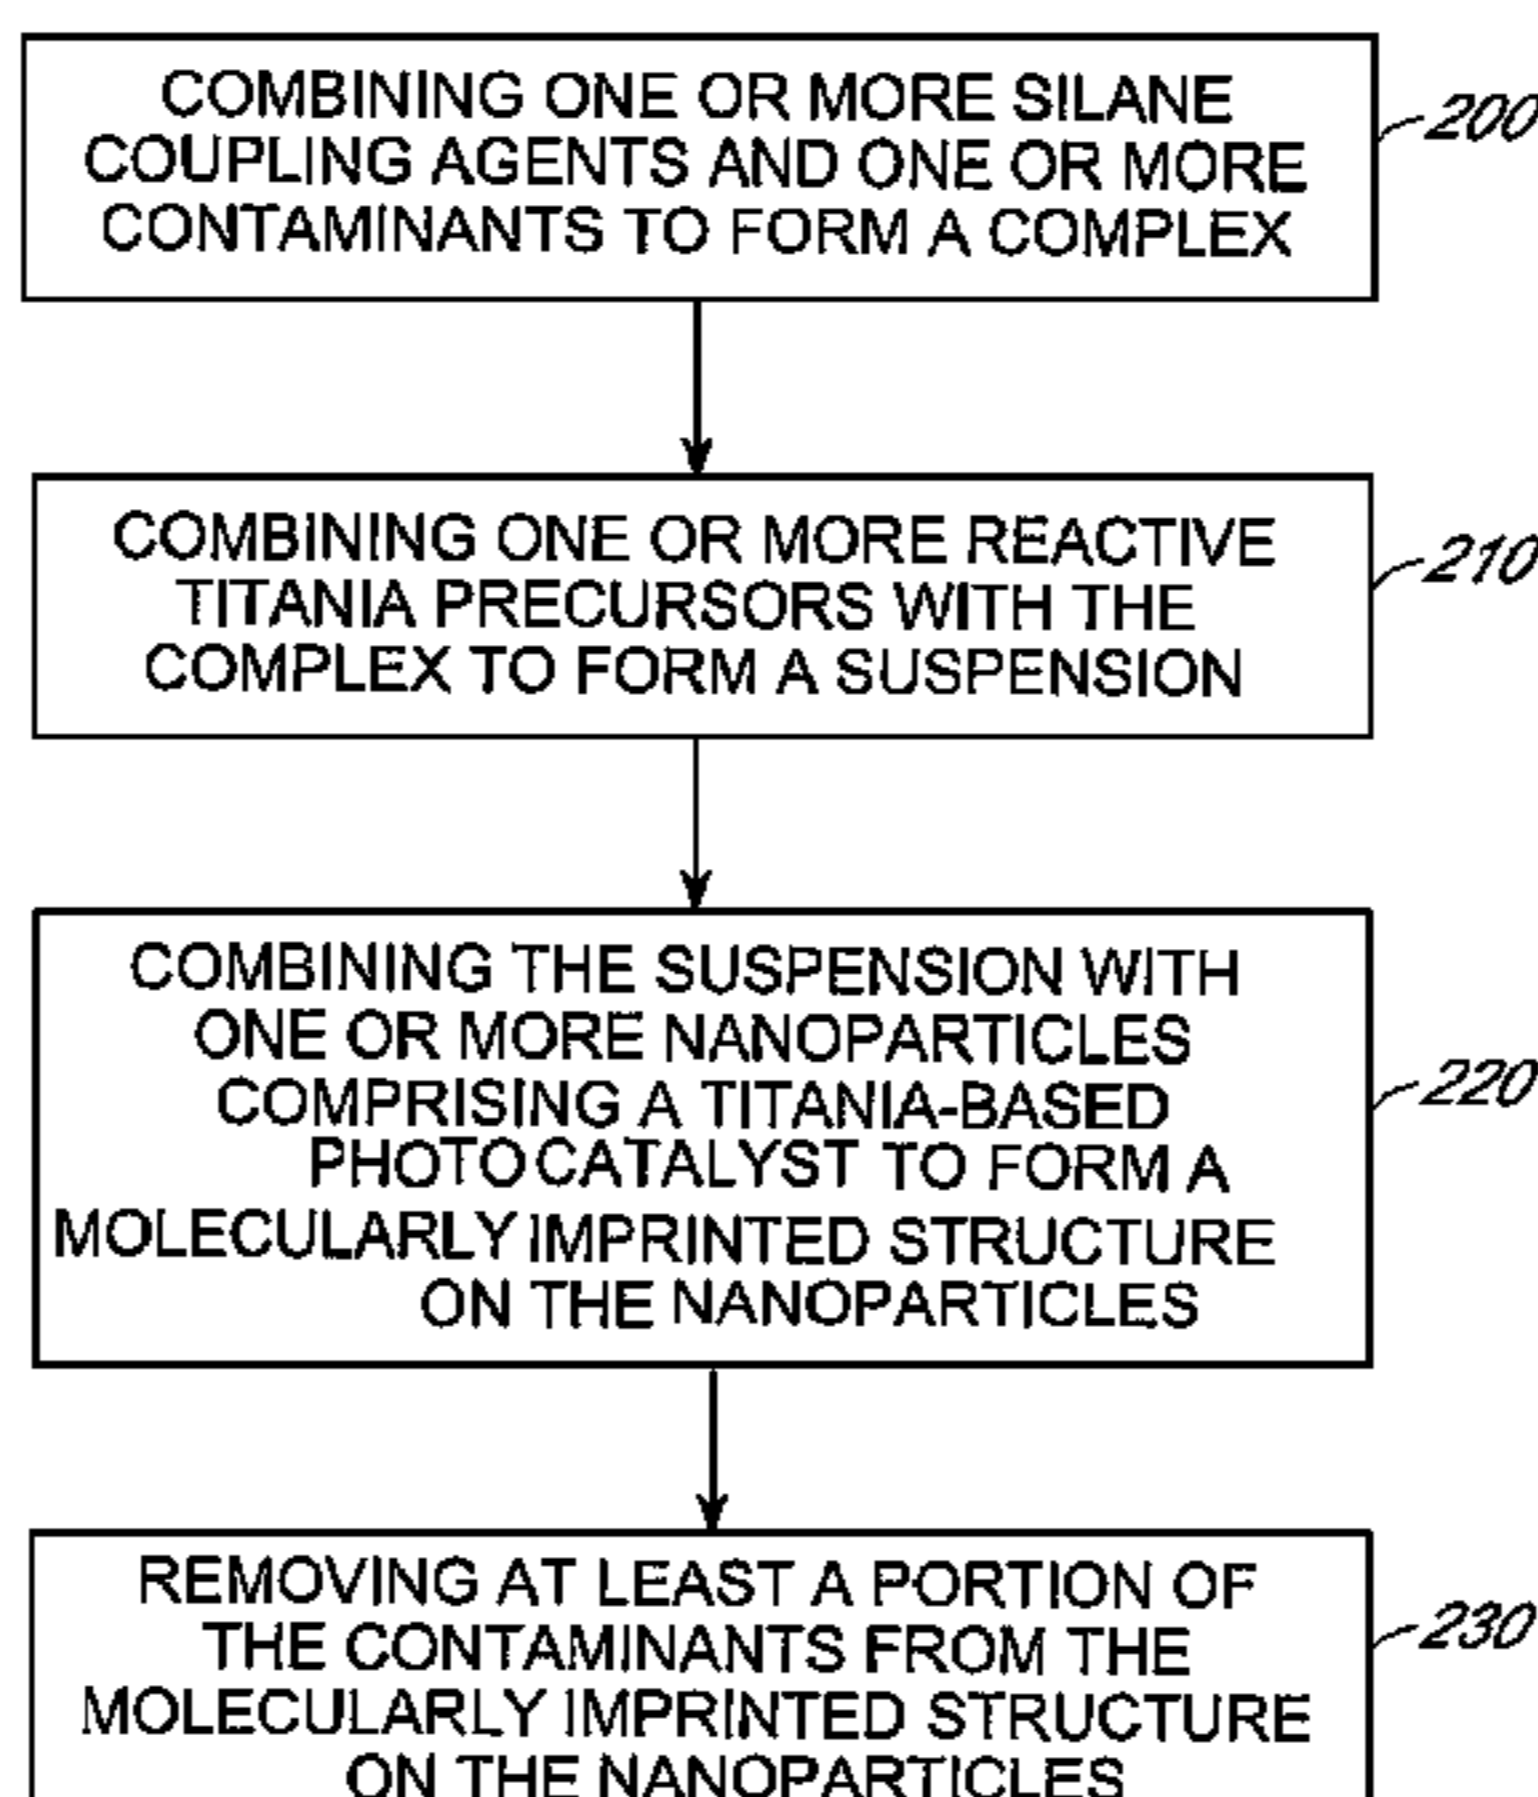 COMBINING ONE OR MORE SILANE
COUPLING AGENTS AND ONE OR MORE
CONTAMINANTS TO FORM A COMPLEX
200
COMBINING ONE OR MORE REACTIVE
TITANIA PRECURSORS WITH THE
COMPLEX TO FORM A SUSPENSION
210
COMBINING THE SUSPENSION WITH
ONE OR MORE NANOPARTICLES
COMPRISING A TITANIA-BASED
PHOTOCATALYST TO FORM A
MOLECULARLY IMPRINTED STRUCTURE
ON THE NANOPARTICLES
220
REMOVING AT LEAST A PORTION OF
THE CONTAMINANTS FROM THE
MOLECULARLY IMPRINTED STRUCTURE
ON THE NANOPARTICLES
230